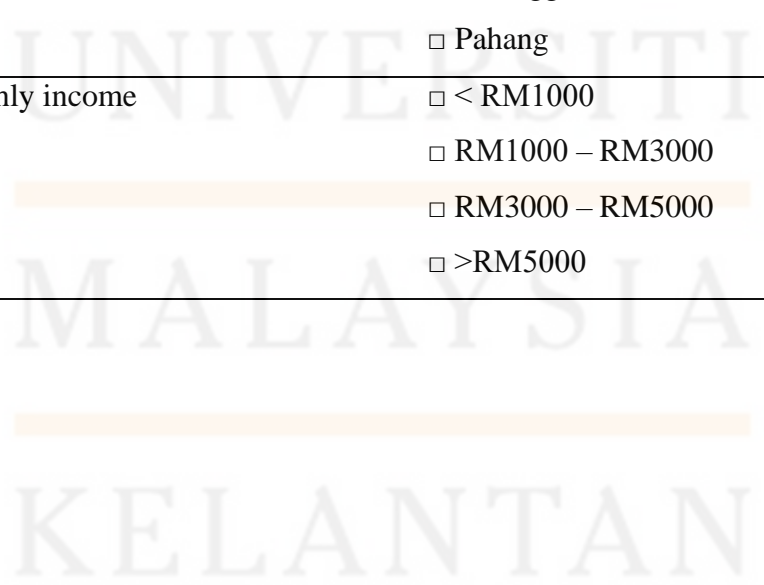 □ Pahang
UNIVERSITI
nly income □ < RM1000
□ RM1000 – RM3000
□ RM3000 – RM5000
□ >RM5000
MALAYSIA
KELANTAN